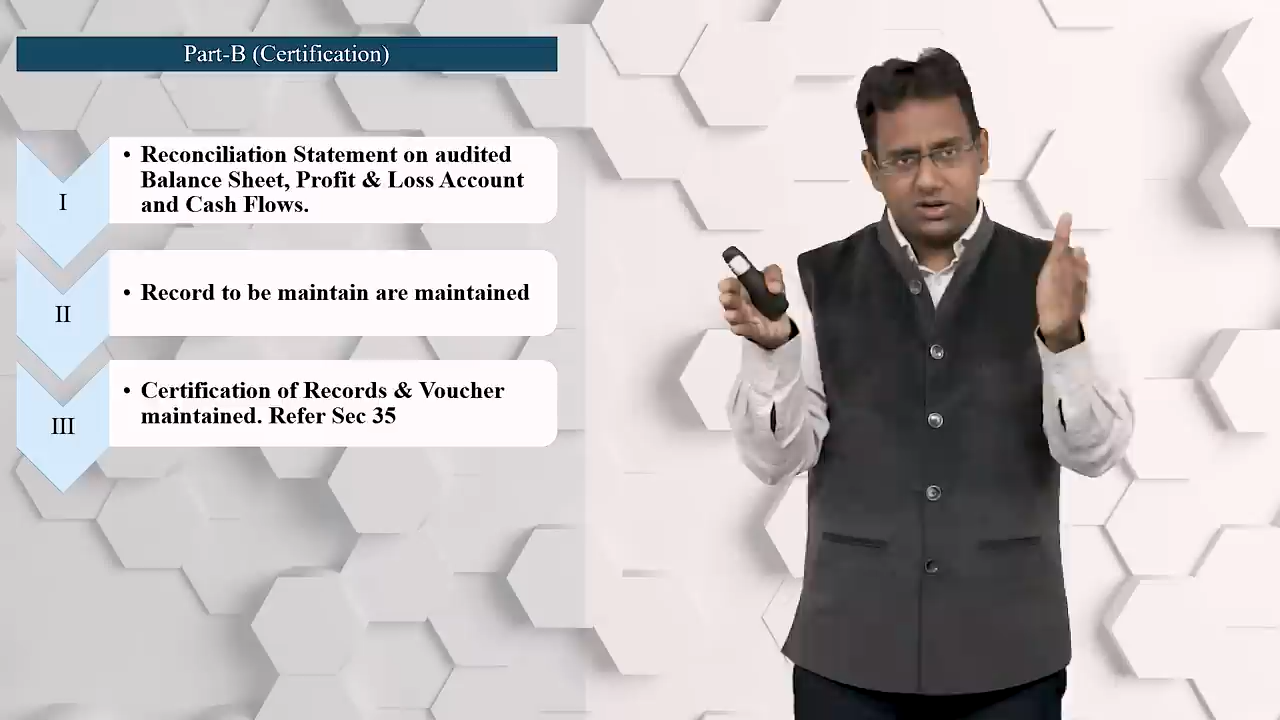 Part-B (Certification)
I
• Reconciliation Statement on audited
Balance Sheet, Profit & Loss Account
and Cash Flows.
II
• Record to be maintain are maintained
III
• Certification of Records & Voucher
maintained. Refer Sec 35